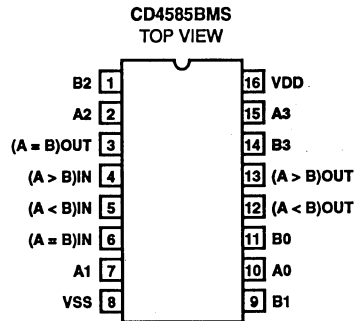 CD4585BMS
TOP VIEW
B2 1 16 VDD
A2 2 15 A3
(A = B)OUT 3 14 B3
(A > B)IN 4 13 (A > B)OUT
(A < B)IN 5 12 (A < B)OUT
(A = B)IN 6 11 B0
A1 7 10 A0
VSS 8 9 B1